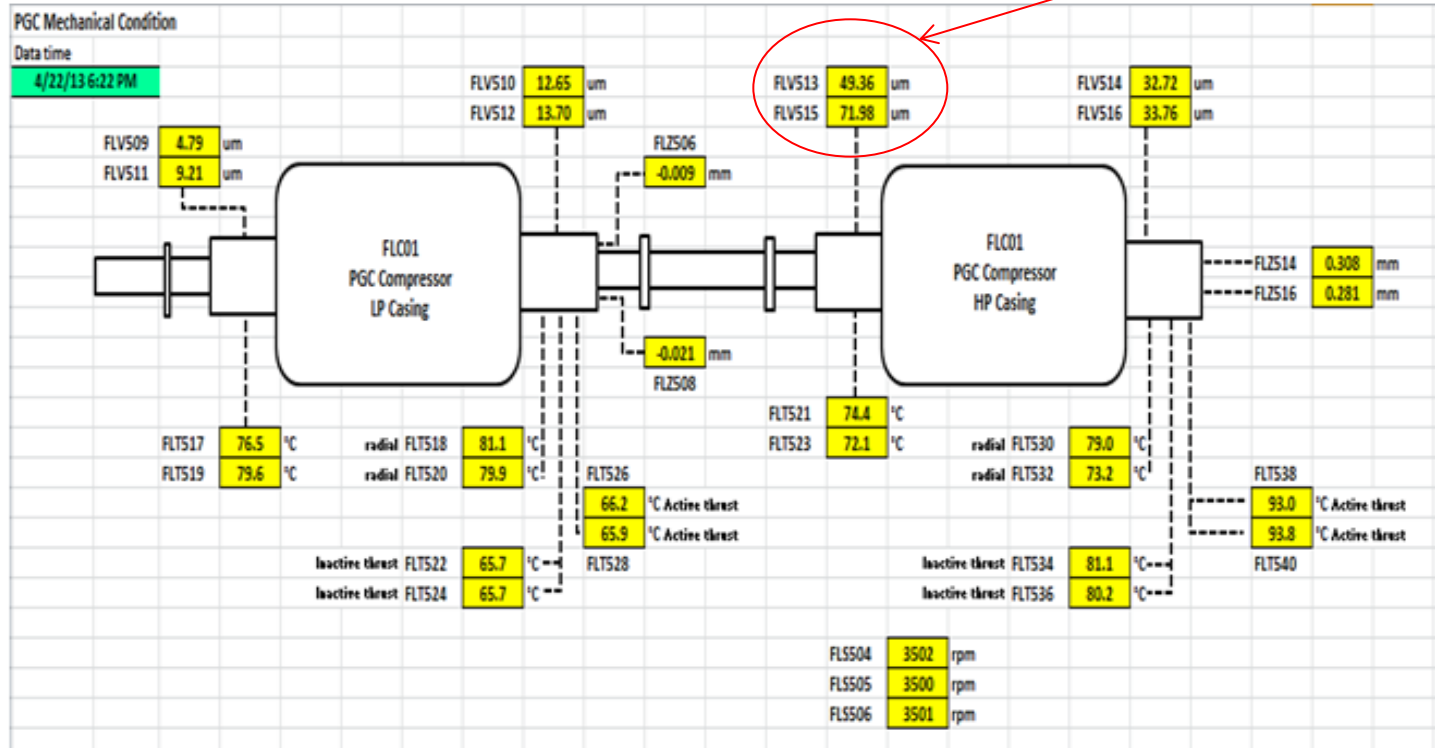 PGC Mechanical Condition
Data time
4/22/13 6:22 PM
FLV510 12.65 um
FLV512 13.70 um
FLV513 49.36 um
FLV515 71.98 um
FLV514 32.72 um
FLV516 33.76 um
FLV509 4.79 um
FLV511 9.21 um
FLZ506
-0.009 mm
FLC01
PGC Compressor
LP Casing
FLC01
PGC Compressor
HP Casing
FLZ514 0.308 mm
FLZ516 0.281 mm
-0.021 mm
FLZ508
FLT521 74.4 °C
FLT523 72.1 °C
FLT517 76.5 °C
FLT519 79.6 °C
radial FLT518 81.1 °C
radial FLT520 79.9 °C
radial FLT530 79.0 °C
radial FLT532 73.2 °C
FLT526
66.2 °C Active thrust
65.9 °C Active thrust
FLT528
FLT538
93.0 °C Active thrust
93.8 °C Active thrust
FLT540
Inactive thrust FLT522 65.7 °C
Inactive thrust FLT524 65.7 °C
Inactive thrust FLT534 81.1 °C
Inactive thrust FLT536 80.2 °C
FLS504 3502 rpm
FLS505 3500 rpm
FLS506 3501 rpm